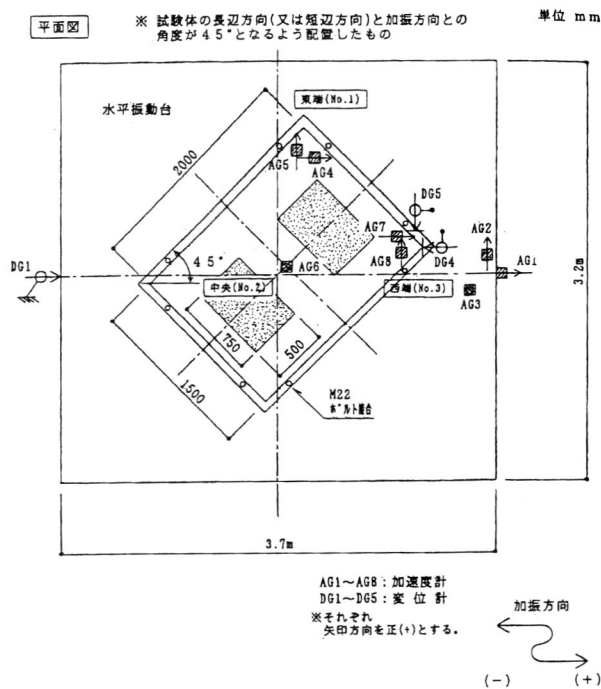 平面図
※ 試験体の長辺方向(又は短辺方向)と加振方向との
角度が45°となるよう配置したもの
単位 mm
水平振動台
東端(No.1)
2000
AG5
AG4
DG5
AG7
AG2
DG1
45°
AG6
AG8
DG4
AG1
中央(No.2)
西端(No.3)
AG3
3.2m
750
500
1500
M22
ボルト接合
3.7m
AG1~AG8:加速度計
DG1~DG5:変位計
※それぞれ
矢印方向を正(+)とする。
加振方向
(-)
(+)